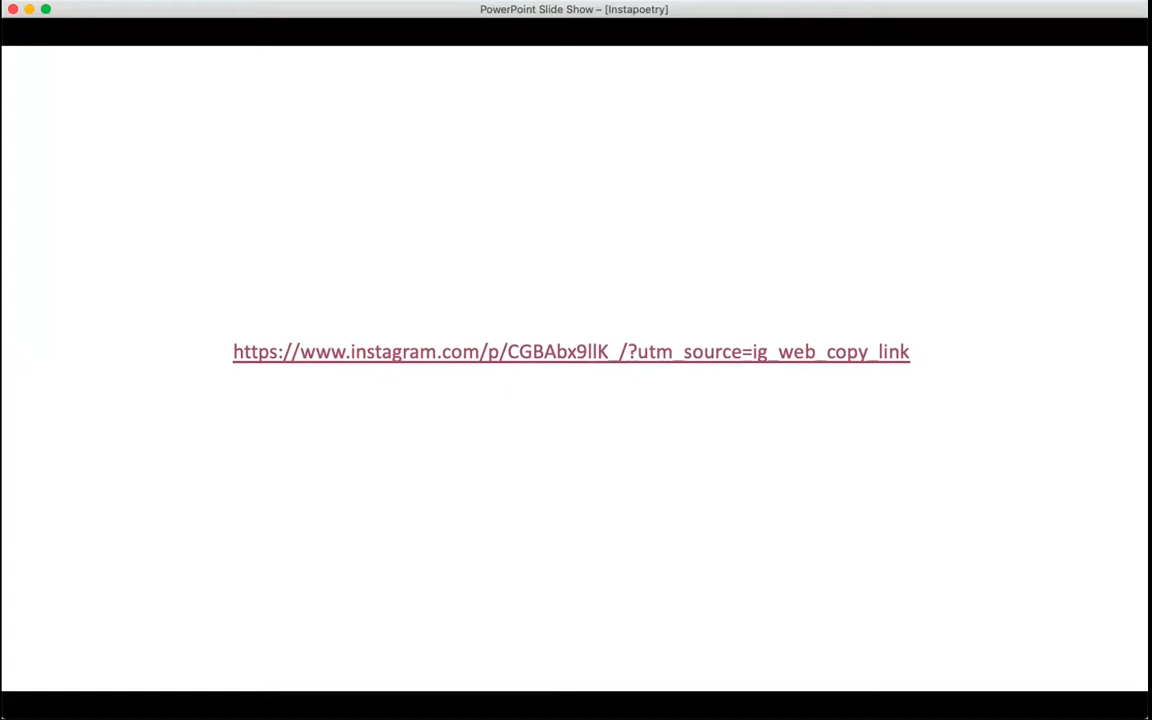 PowerPoint Slide Show – [Instapoetry]
https://www.instagram.com/p/CGBAbx9llK_/?utm_source=ig_web_copy_link